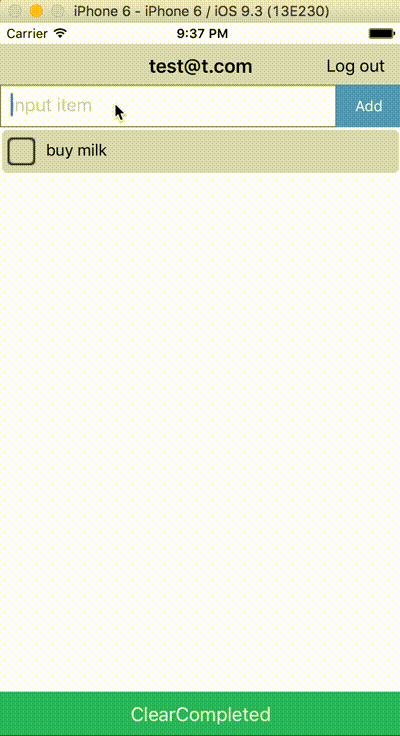 iPhone 6 - iPhone 6 / iOS 9.3 (13E230)
Carrier 9:37 PM
test@t.com Log out
Input item Add
buy milk
ClearCompleted